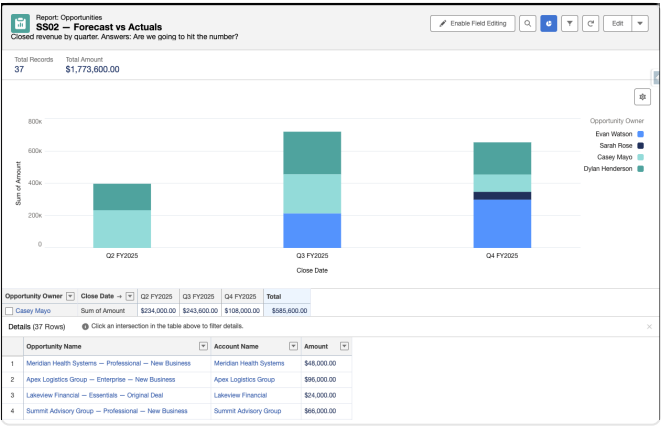 Report: Opportunities
SS02 — Forecast vs Actuals
Closed revenue by quarter. Answers: Are we going to hit the number?
Enable Field Editing
Edit
Total Records
37
Total Amount
$1,773,600.00
Sum of Amount
800K
600K
400K
200K
0
Q2 FY2025
Q3 FY2025
Q4 FY2025
Close Date
Opportunity Owner
Evan Watson
Sarah Rose
Casey Mayo
Dylan Henderson
Opportunity Owner Close Date → Q2 FY2025 Q3 FY2025 Q4 FY2025 Total
Casey Mayo Sum of Amount $234,000.00 $243,600.00 $108,000.00 $585,600.00
Details (37 Rows) Click an intersection in the table above to filter details.
Opportunity Name Account Name Amount
1 Meridian Health Systems — Professional — New Business Meridian Health Systems $48,000.00
2 Apex Logistics Group — Enterprise — New Business Apex Logistics Group $96,000.00
3 Lakeview Financial — Essentials — Original Deal Lakeview Financial $24,000.00
4 Summit Advisory Group — Professional — New Business Summit Advisory Group $66,000.00